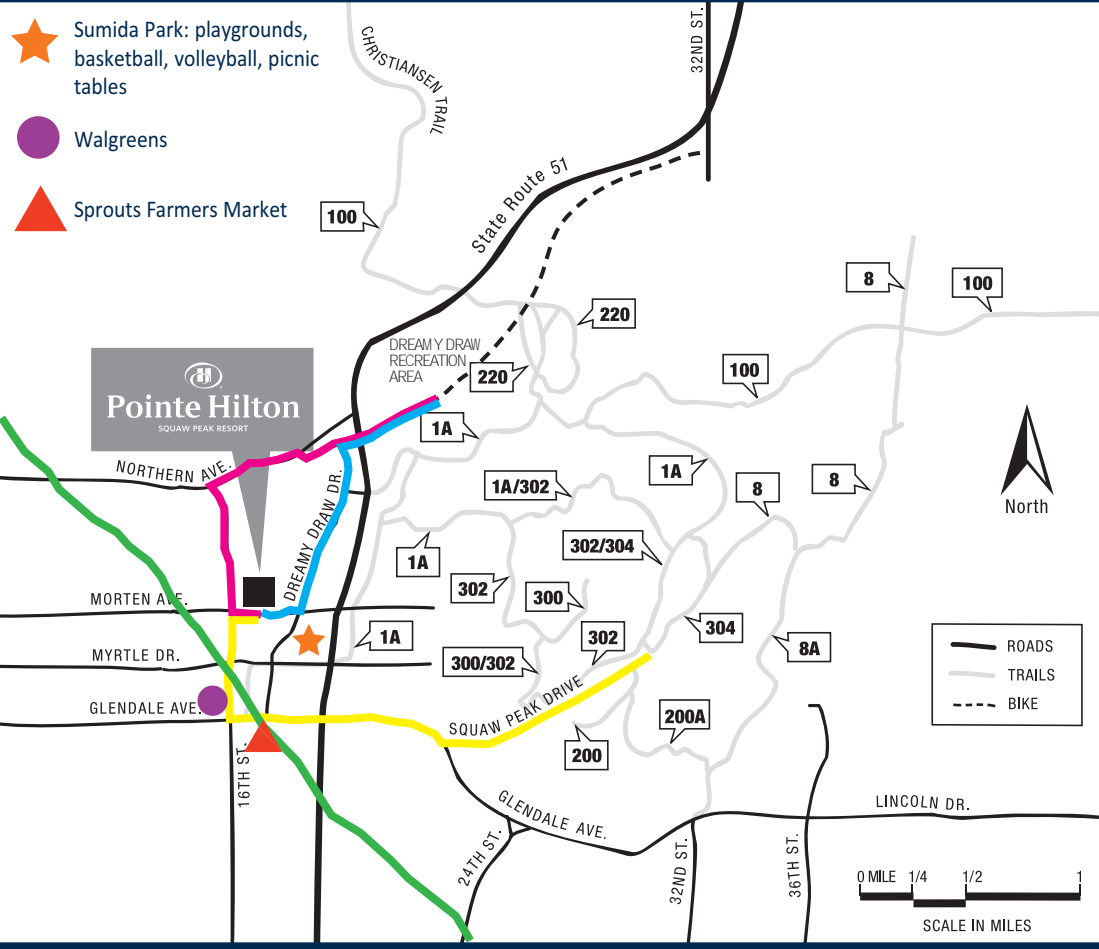 Sumida Park: playgrounds,
basketball, volleyball, picnic
tables
Walgreens
Sprouts Farmers Market
CHRISTIANSEN TRAIL
32ND ST.
State Route 51
100
8
100
220
DREAMY DRAW
RECREATION
AREA
220
100
H
Pointe Hilton
SQUAW PEAK RESORT
1A
NORTHERN AVE.
1A
1A/302
8
8
North
DREAMY DRAW DR.
302/304
1A
302
300
MORTEN AVE.
1A
302
304
8A
MYRTLE DR.
300/302
ROADS
TRAILS
BIKE
GLENDALE AVE.
SQUAW PEAK DRIVE
200A
200
16TH ST.
GLENDALE AVE.
LINCOLN DR.
24TH ST.
32ND ST.
36TH ST.
0 MILE 1/4 1/2 1
SCALE IN MILES